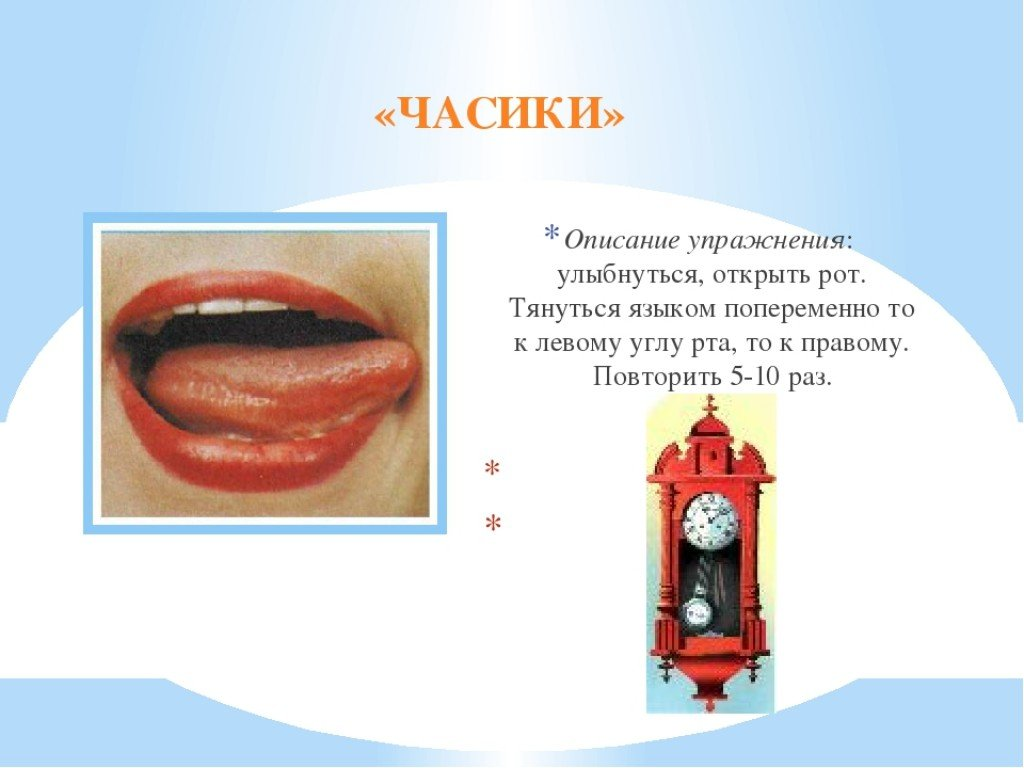 «ЧАСИКИ»
* Описание упражнения:
улыбнуться, открыть рот.
Тянуться языком попеременно то
к левому углу рта, то к правому.
Повторить 5-10 раз.
*
*